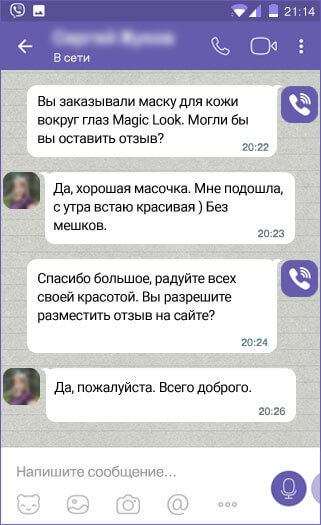 21:14
В сети
Вы заказывали маску для кожи
вокруг глаз Magic Look. Могли бы
вы оставить отзыв?
20:22
Да, хорошая масочка. Мне подошла,
с утра встаю красивая ) Без
мешков.
20:23
Спасибо большое, радуйте всех
своей красотой. Вы разрешите
разместить отзыв на сайте?
20:24
Да, пожалуйста. Всего доброго.
20:26
Напишите сообщение...